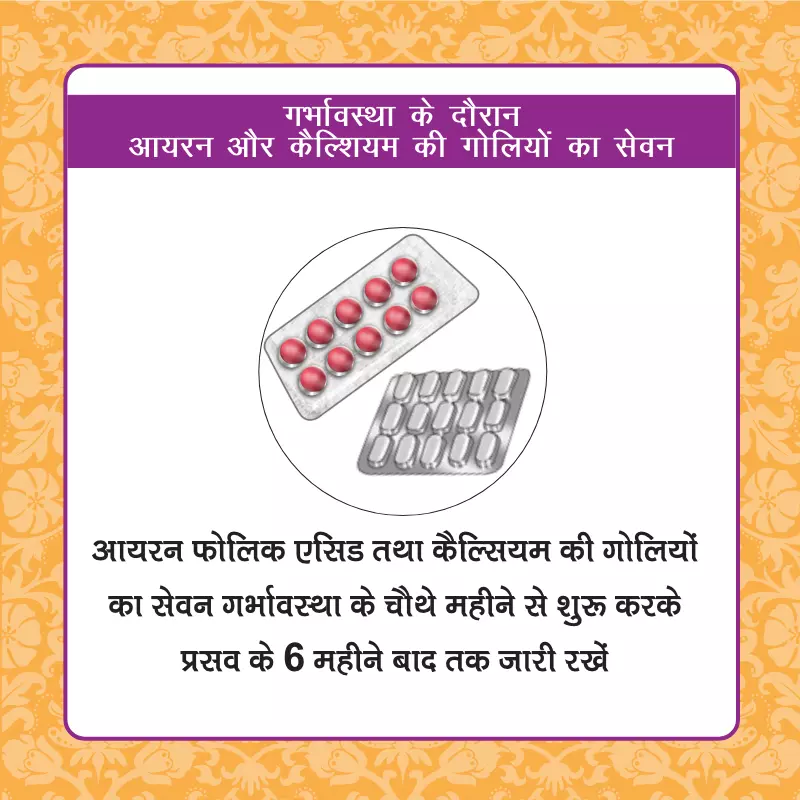 गर्भावस्था के दौरान
आयरन और कैल्शियम की गोलियों का सेवन
आयरन फोलिक एसिड तथा कैल्सियम की गोलियों
का सेवन गर्भावस्था के चौथे महीने से शुरू करके
प्रसव के 6 महीने बाद तक जारी रखें